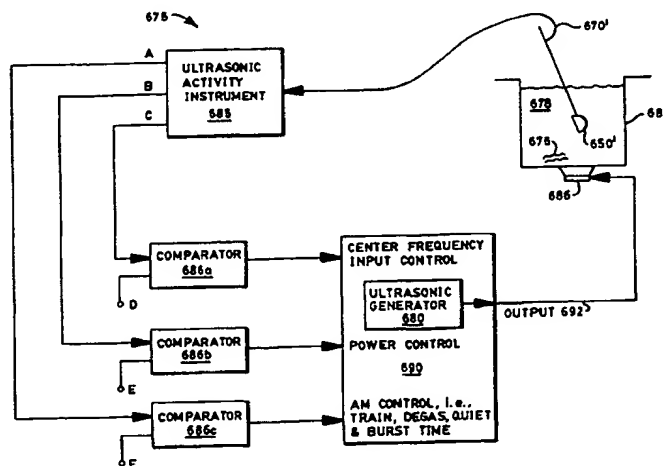 675
A
B
C
ULTRASONIC
ACTIVITY
INSTRUMENT
685
670'
678
68
650'
676
686
COMPARATOR
686a
D
COMPARATOR
686b
E
COMPARATOR
686c
F
CENTER FREQUENCY
INPUT CONTROL
ULTRASONIC
GENERATOR
680
POWER CONTROL
690
AM CONTROL, i.e.,
TRAIN, DEGAS, QUIET
& BURST TIME
OUTPUT 692